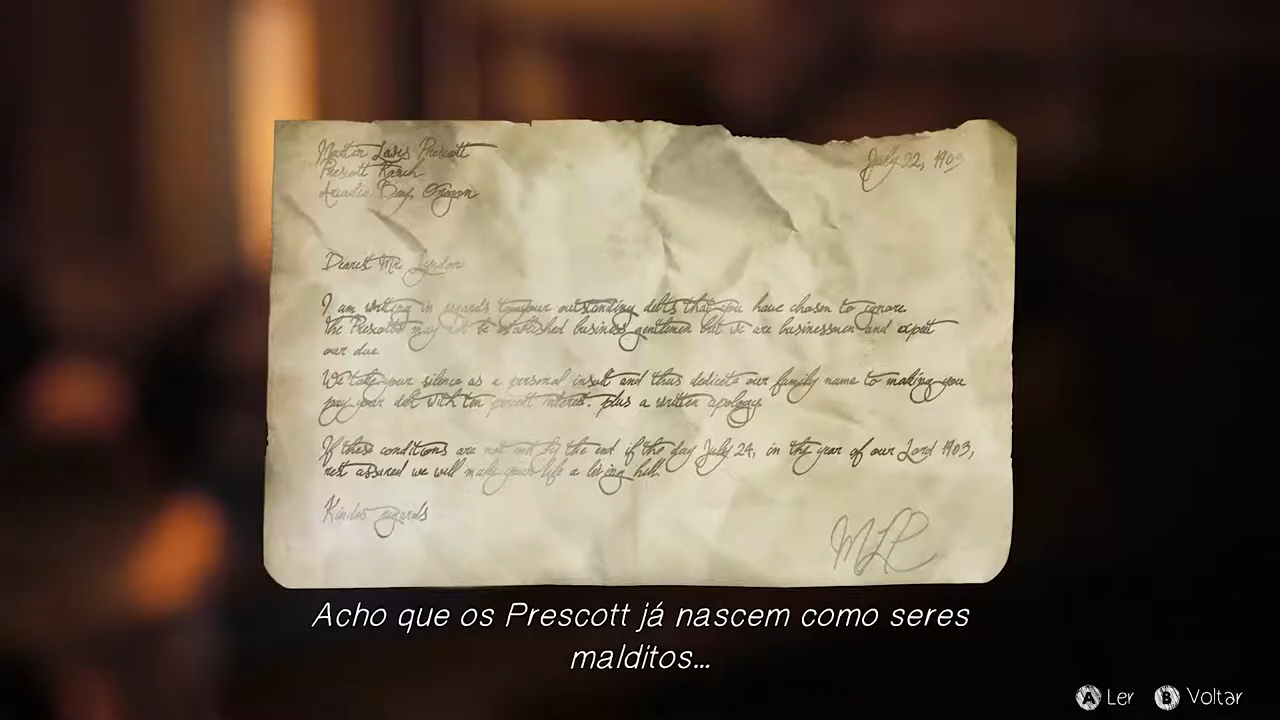 Martin Lewis Prescott
July 22, 1903
Prescott Ranch
Arcadia Bay, Oregon
Dearest Mr. Lyndon
I am writing in regards to your outstanding debts that you have chosen to ignore.
The Prescotts may not be established business gentlemen but we are businessmen and expect
our due.
We take your silence as a personal insult and thus dedicate our family name to making you
pay your debt with ten percent interest. plus a written apology.
If these conditions are not met by the end if the day July 24, in the year of our Lord 1903,
rest assured we will make your life a living hell.
Kindes regards
MLP
Acho que os Prescott já nascem como seres
malditos...
A Ler B Voltar